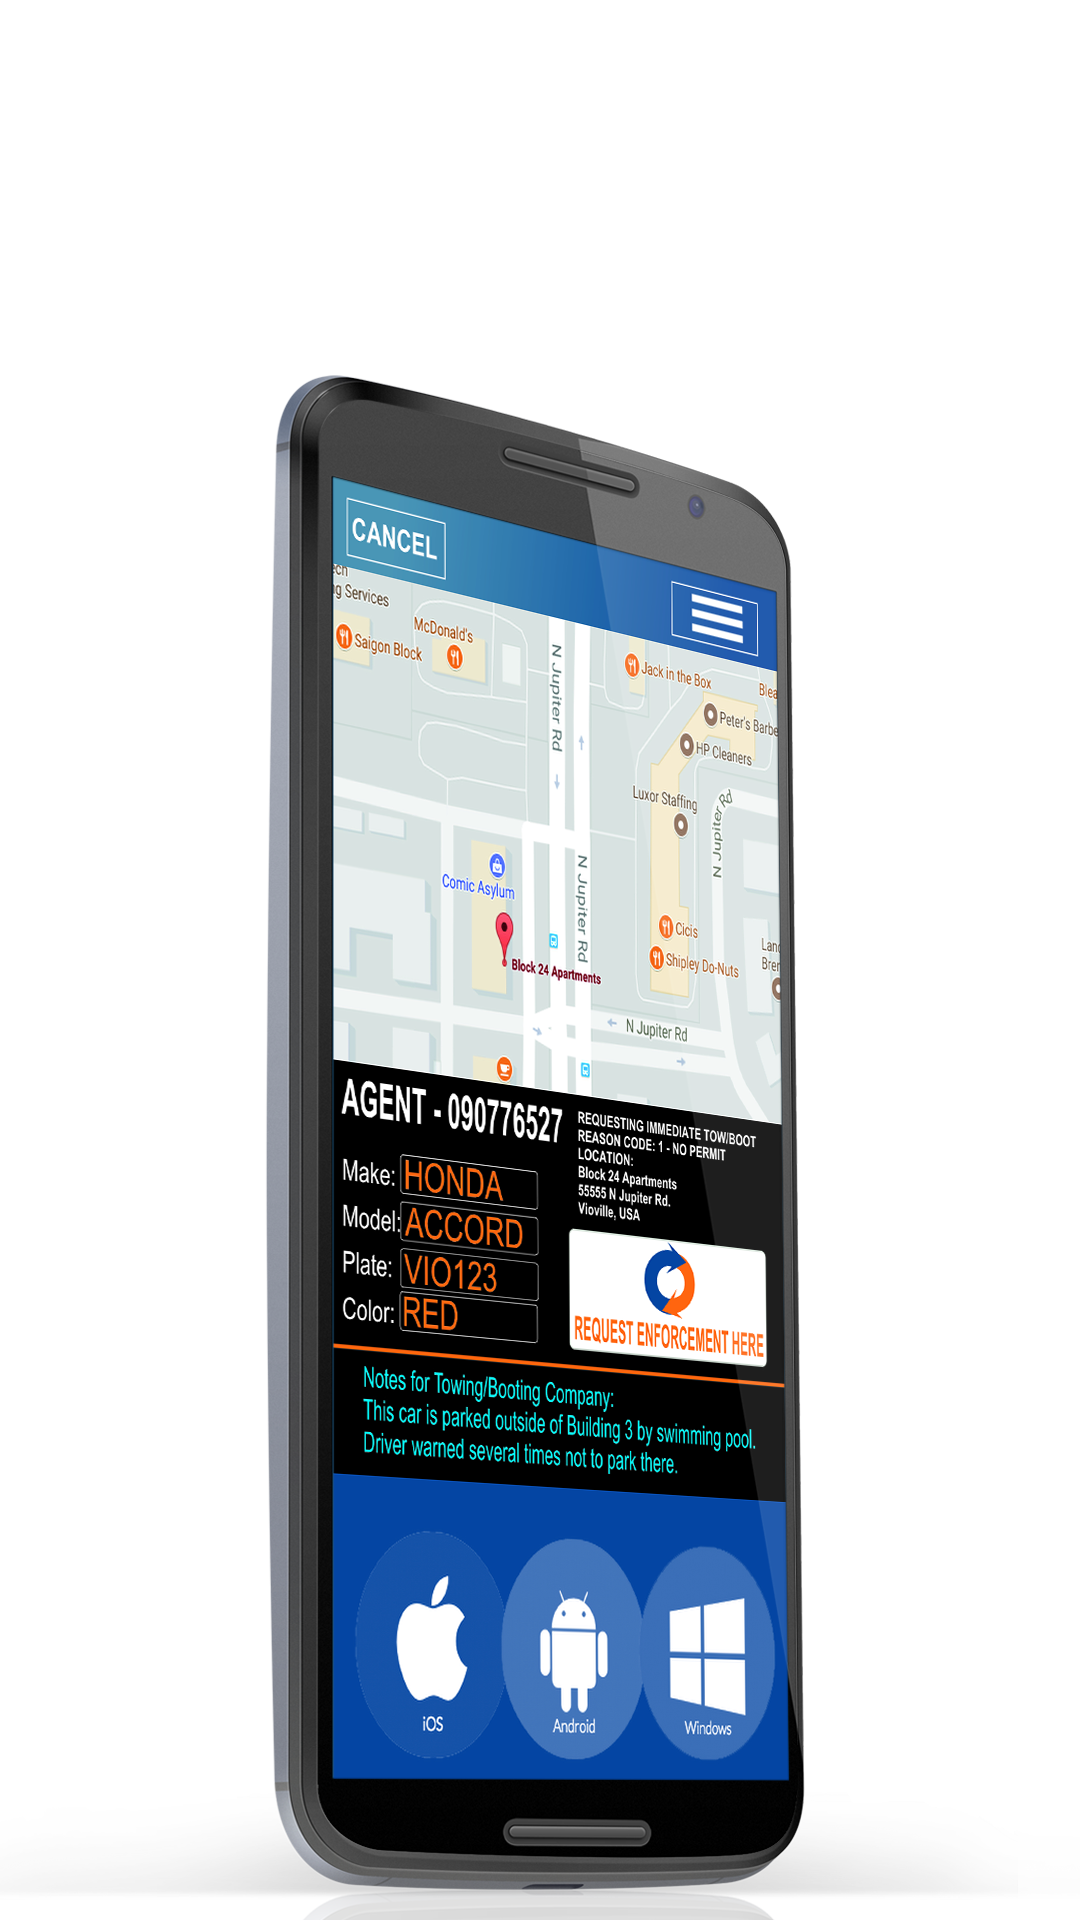 CANCEL
ech
ng Services
McDonald's
Saigon Block
N Jupiter Rd
Jack in the Box
Blea
Peter's Barbe
HP Cleaners
Luxor Staffing
N Jupiter Rd
Comic Asylum
N Jupiter Rd
Cicis
Shipley Do-Nuts
Land
Bren
Block 24 Apartments
N Jupiter Rd
AGENT - 090776527
REQUESTING IMMEDIATE TOW/BOOT
REASON CODE: 1 - NO PERMIT
LOCATION:
Block 24 Apartments
55555 N Jupiter Rd.
Vioville, USA
Make: HONDA
Model: ACCORD
Plate: VIO123
Color: RED
REQUEST ENFORCEMENT HERE
Notes for Towing/Booting Company:
This car is parked outside of Building 3 by swimming pool.
Driver warned several times not to park there.
iOS
Android
Windows